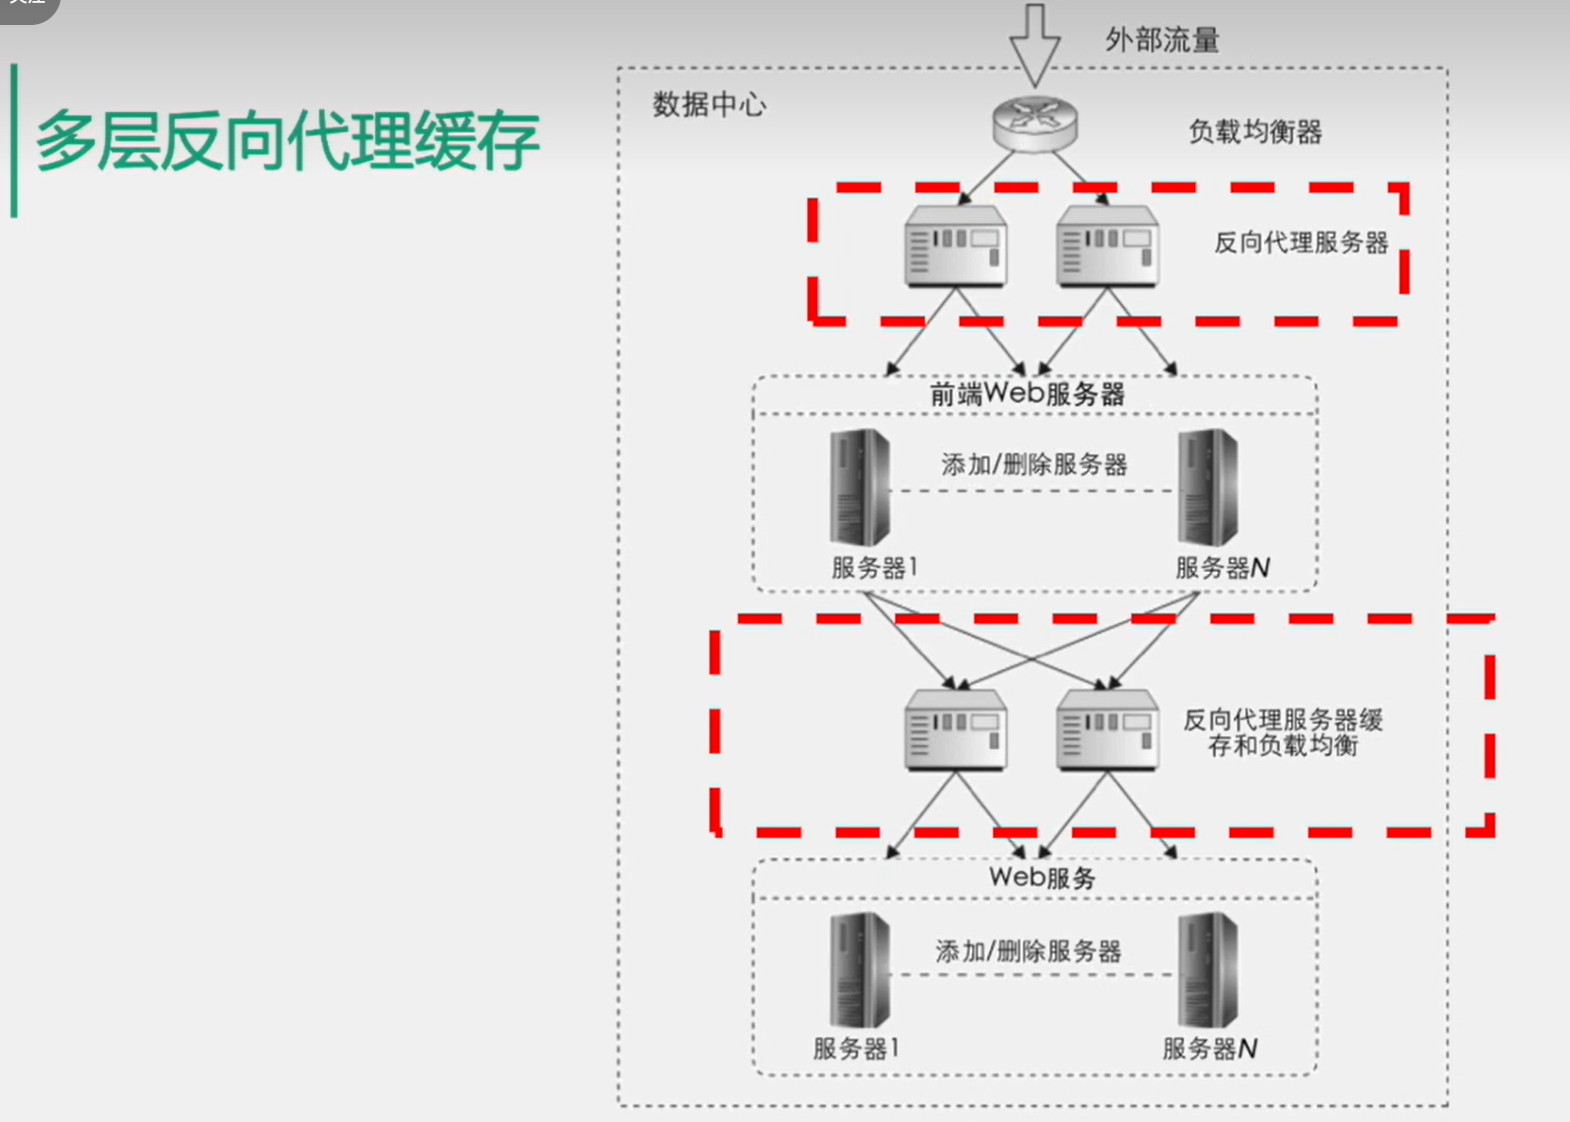 外部流量
数据中心
多层反向代理缓存
负载均衡器
反向代理服务器
前端Web服务器
添加/删除服务器
服务器1
服务器N
反向代理服务器缓
存和负载均衡
Web服务
添加/删除服务器
服务器1
服务器N